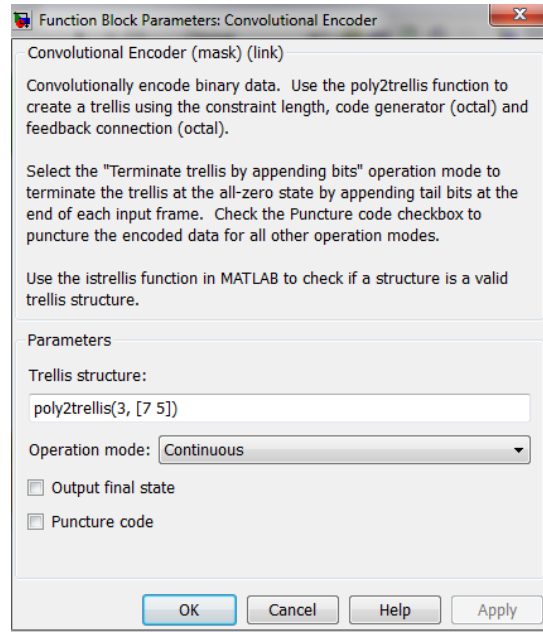 Function Block Parameters: Convolutional Encoder
Convolutional Encoder (mask) (link)
Convolutionally encode binary data.  Use the poly2trellis function to
create a trellis using the constraint length, code generator (octal) and
feedback connection (octal).
Select the "Terminate trellis by appending bits" operation mode to
terminate the trellis at the all-zero state by appending tail bits at the
end of each input frame.  Check the Puncture code checkbox to
puncture the encoded data for all other operation modes.
Use the istrellis function in MATLAB to check if a structure is a valid
trellis structure.
Parameters
Trellis structure:
poly2trellis(3, [7 5])
Operation mode: Continuous
Output final state
Puncture code
OK Cancel Help Apply